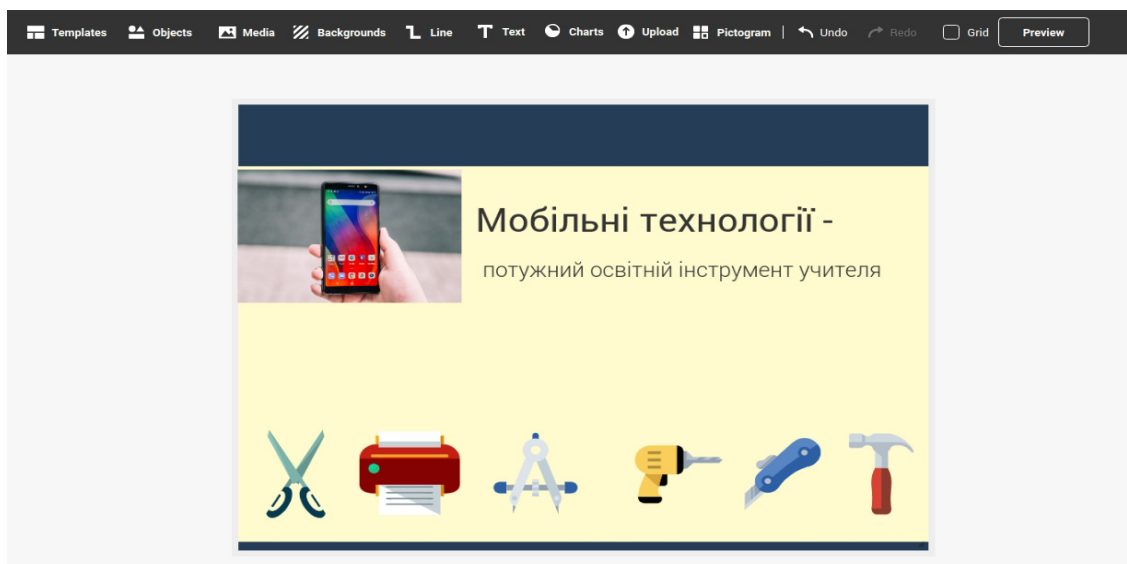 Templates Objects Media Backgrounds Line Text Charts Upload Pictogram | Undo Redo Grid Preview
Мобільні технології -
потужний освітній інструмент учителя